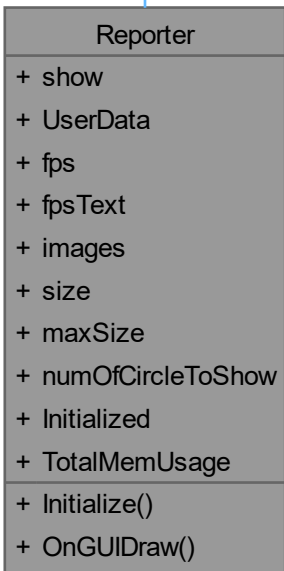 Reporter
+ show
+ UserData
+ fps
+ fpsText
+ images
+ size
+ maxSize
+ numOfCircleToShow
+ Initialized
+ TotalMemUsage
+ Initialize()
+ OnGUIDraw()